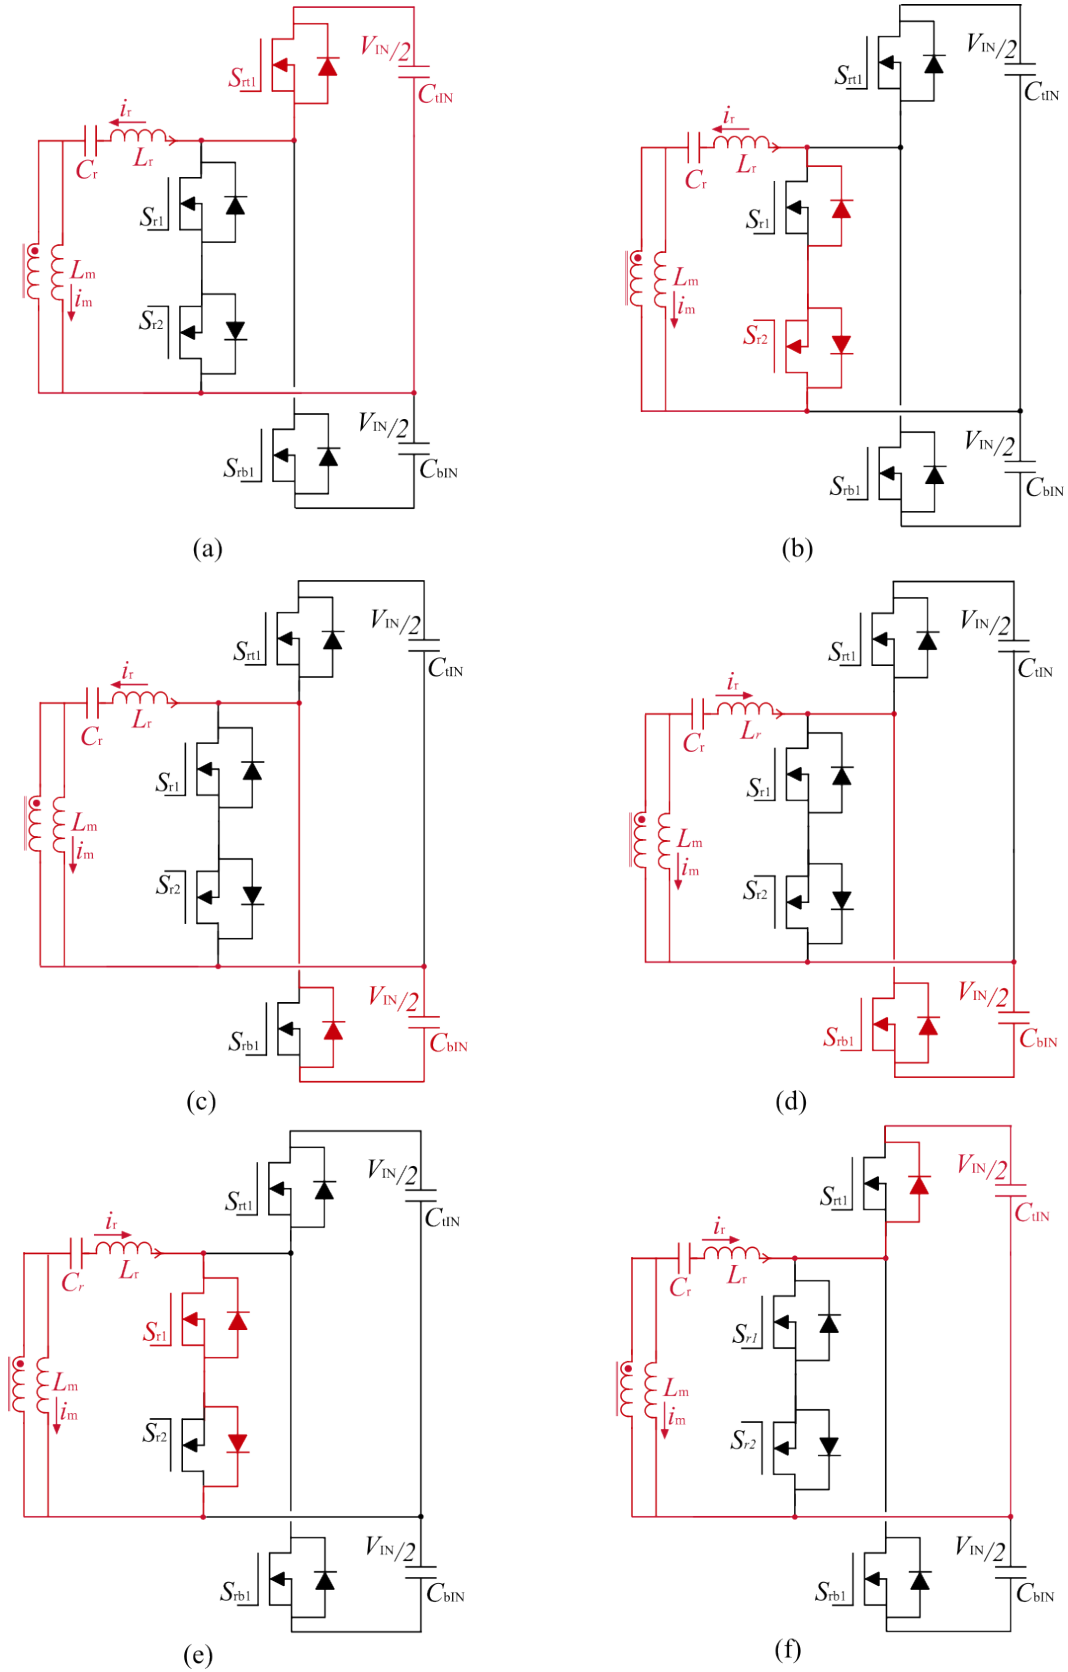 VIN/2
Srt1
CtIN
ir
Cr
Lr
Sr1
Lm
im
Sr2
VIN/2
Srb1
CbIN
(a)
VIN/2
Srt1
CtIN
ir
Cr
Lr
Sr1
Lm
im
Sr2
VIN/2
Srb1
CbIN
(b)
VIN/2
Srt1
CtIN
ir
Cr
Lr
Sr1
Lm
im
Sr2
VIN/2
Srb1
CbIN
(c)
VIN/2
Srt1
CtIN
ir
Cr
Lr
Sr1
Lm
im
Sr2
VIN/2
Srb1
CbIN
(d)
VIN/2
Srt1
CtIN
ir
Cr
Lr
Sr1
Lm
im
Sr2
VIN/2
Srb1
CbIN
(e)
VIN/2
Srt1
CtIN
ir
Cr
Lr
Sr1
Lm
im
Sr2
VIN/2
Srb1
CbIN
(f)